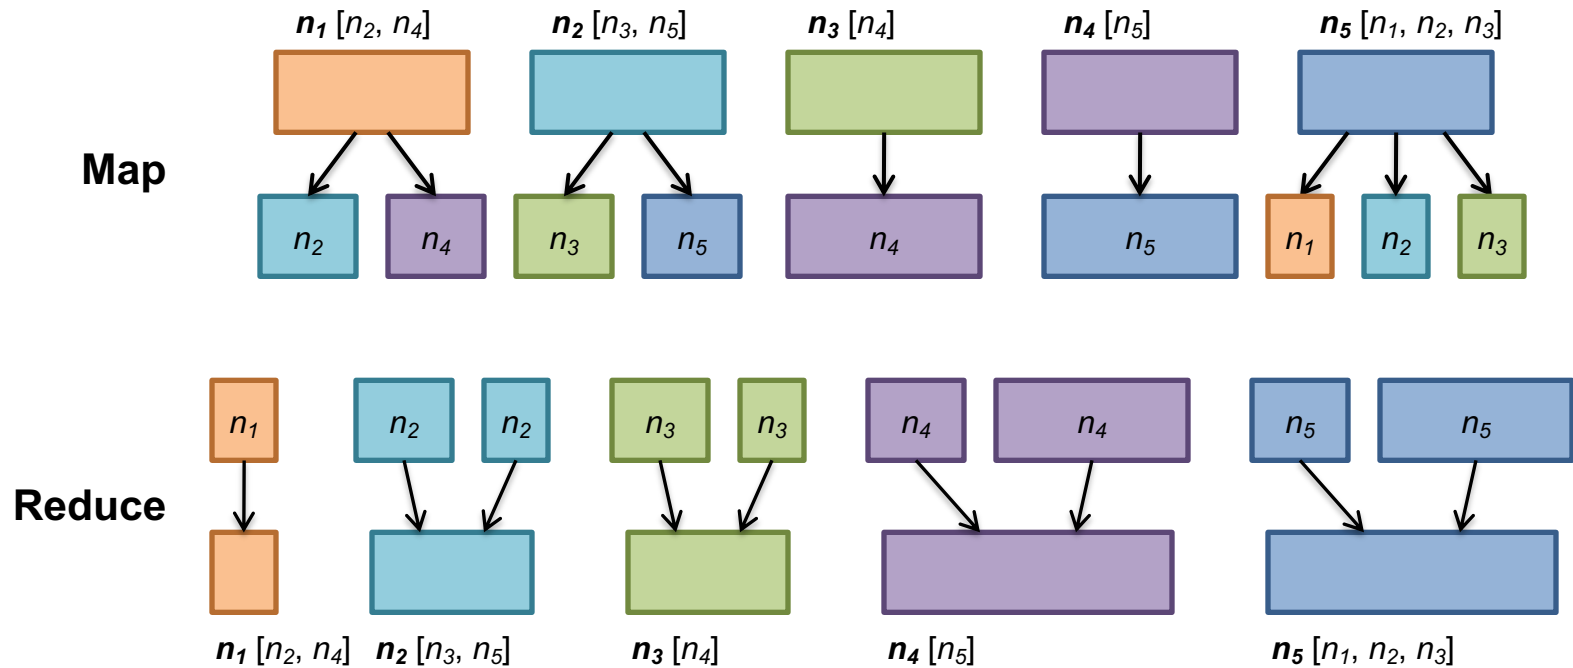 n₁ [n₂, n₄] n₂ [n₃, n₅] n₃ [n₄] n₄ [n₅] n₅ [n₁, n₂, n₃]
Map
n₂ n₄ n₃ n₅ n₄ n₅ n₁ n₂ n₃
n₁ n₂ n₂ n₃ n₃ n₄ n₄ n₅ n₅
Reduce
n₁ [n₂, n₄] n₂ [n₃, n₅] n₃ [n₄] n₄ [n₅] n₅ [n₁, n₂, n₃]